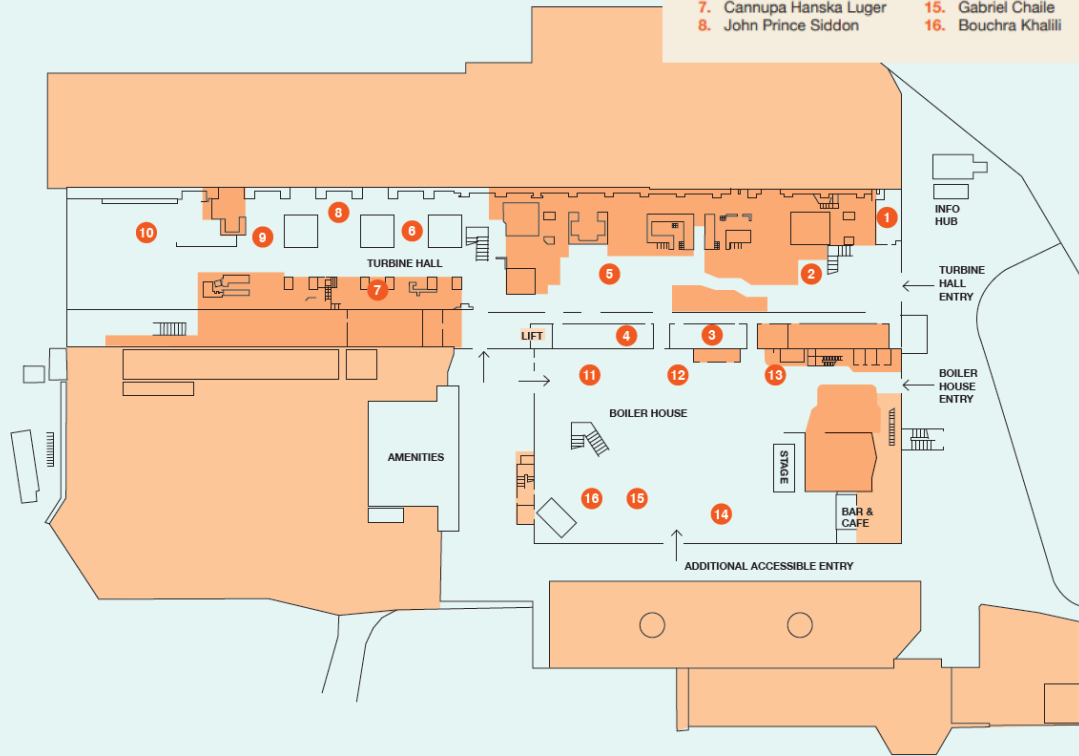 7. Cannupa Hanska Luger
8. John Prince Siddon
15. Gabriel Chaile
16. Bouchra Khalili
1
INFO
HUB
8
10
9
6
TURBINE HALL
5
2
TURBINE
HALL
ENTRY
7
LIFT
4
3
11
12
13
BOILER
HOUSE
ENTRY
BOILER HOUSE
AMENITIES
STAGE
16
15
14
BAR &
CAFE
ADDITIONAL ACCESSIBLE ENTRY